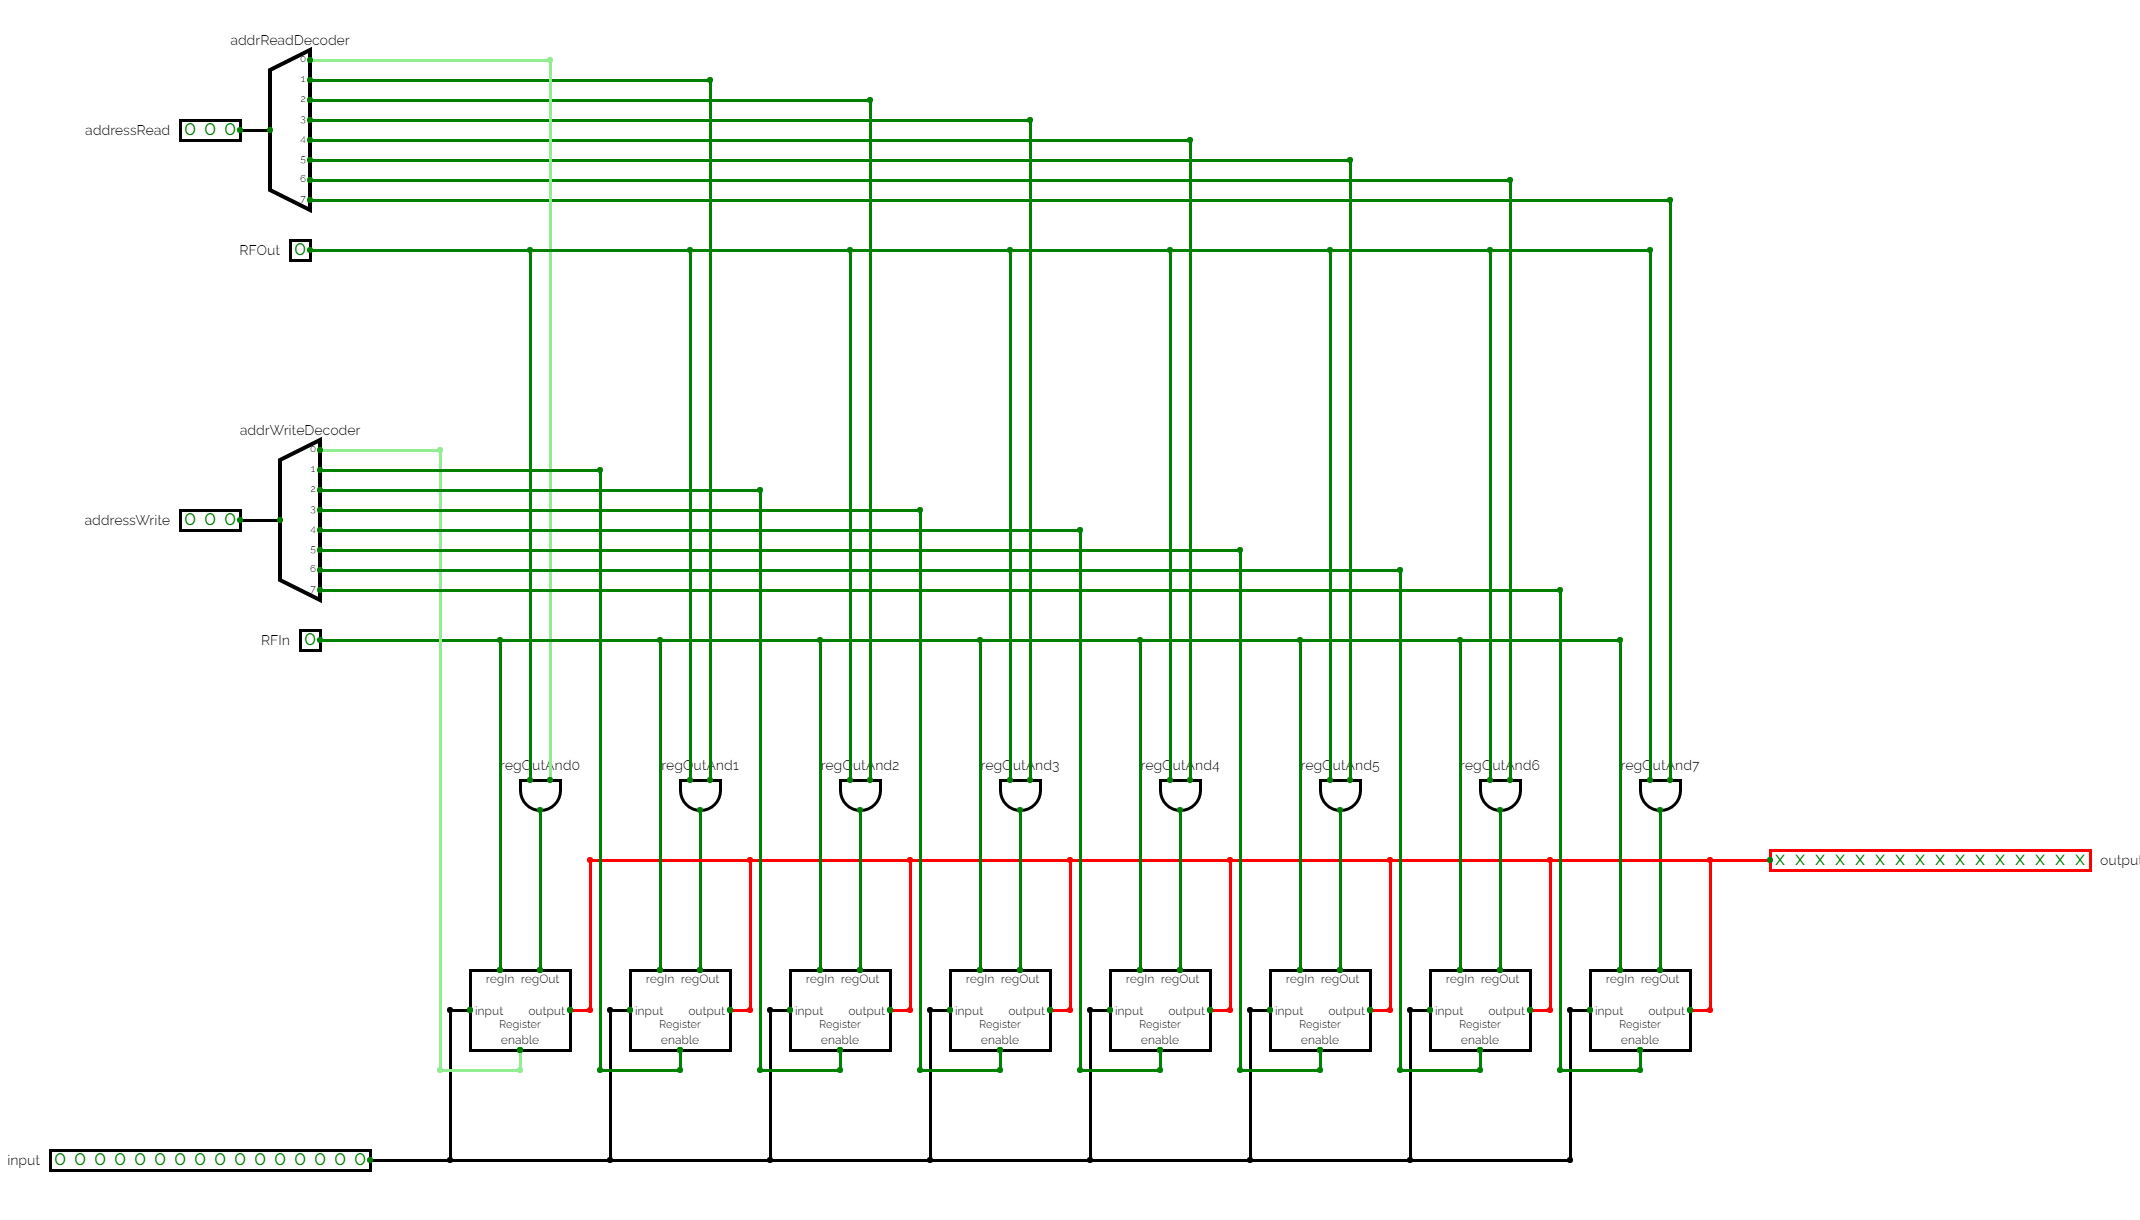 addrReadDecoder
0
1
2
3
4
5
6
7
addressRead 0 0 0
RFOut 0
addrWriteDecoder
0
1
2
3
4
5
6
7
addressWrite 0 0 0
RFIn 0
regOutAnd0 regOutAnd1 regOutAnd2 regOutAnd3 regOutAnd4 regOutAnd5 regOutAnd6 regOutAnd7
x x x x x x x x x x x x x x x x output
regIn regOut regIn regOut regIn regOut regIn regOut regIn regOut regIn regOut regIn regOut regIn regOut
input output input output input output input output input output input output input output input output
Register Register Register Register Register Register Register Register
enable enable enable enable enable enable enable enable
input 0 0 0 0 0 0 0 0 0 0 0 0 0 0 0 0